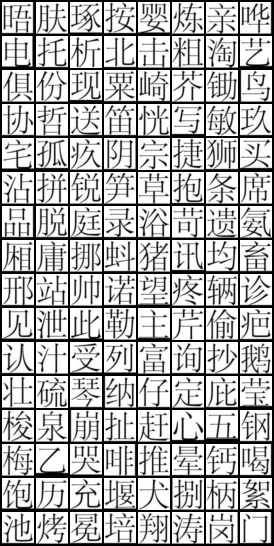 晤肤琢按婴炼亲哗
电托析北击粗淘艺
俱份现粟崎芥锄鸟
协哲送笛恍写敏玖
宅孤疚阴宗捷狮买
沾拼锐笋草抱条席
品脱庭录浴苛遗氨
厢庸挪蚪猪讯均畜
邢站帅诺望疼辆诊
见泄此勒主芹偷疤
认汁受列富询抄鹅
壮硫琴纳仔定庇莹
梭泉崩扯赶心五钢
梅乙哭啡推晕钙喝
饱历充堰犬捌柄絮
池烤冕培翔涛岗门